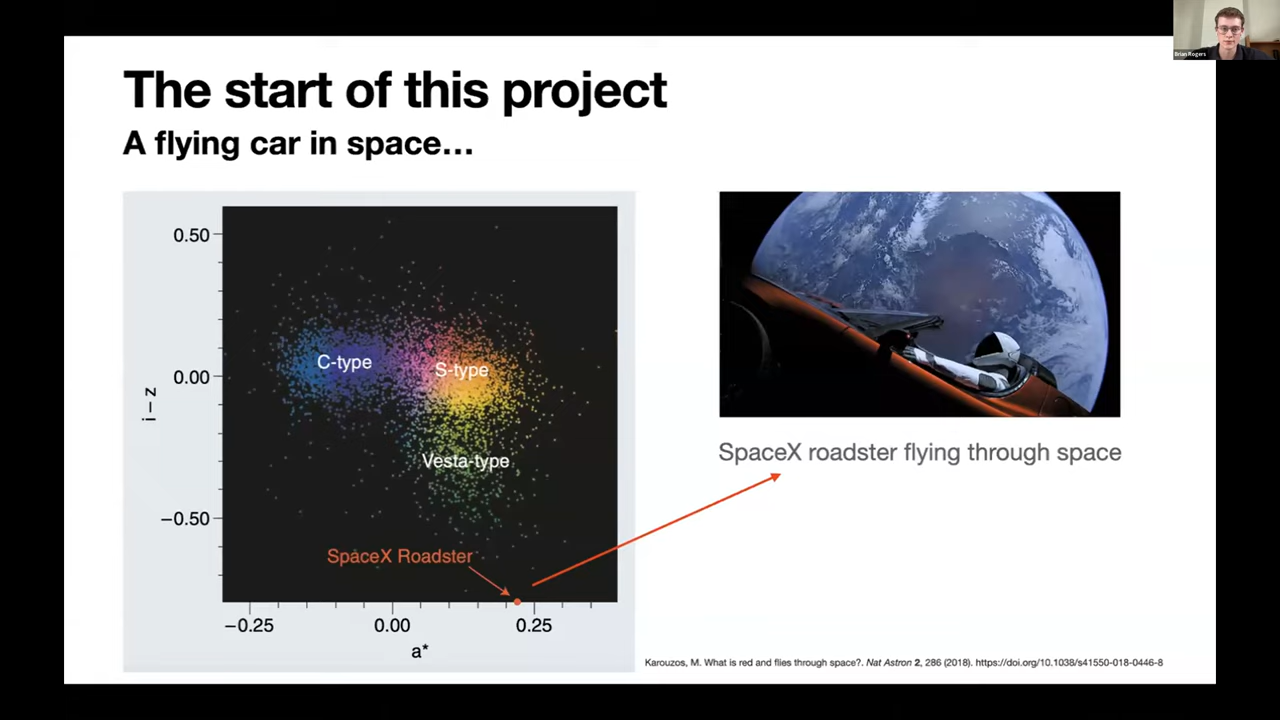 Brian Rogers
The start of this project
A flying car in space…
0.50
0.00
−0.50
i – z
C-type
S-type
Vesta-type
SpaceX Roadster
−0.25
0.00
0.25
a*
SpaceX roadster flying through space
Karouzos, M. What is red and flies through space?. Nat Astron 2, 286 (2018). https://doi.org/10.1038/s41550-018-0446-8